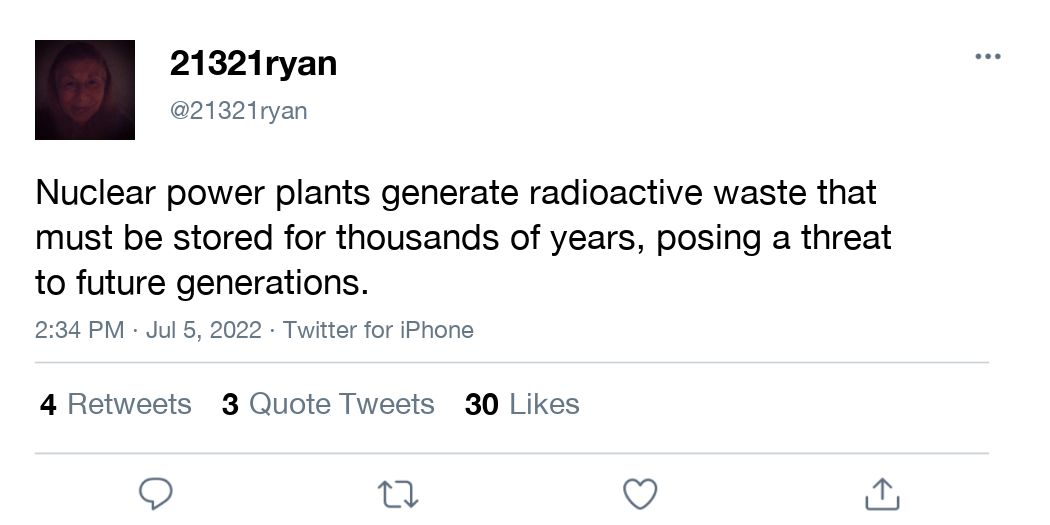 21321ryan
@21321ryan
Nuclear power plants generate radioactive waste that
must be stored for thousands of years, posing a threat
to future generations.
2:34 PM · Jul 5, 2022 · Twitter for iPhone
4 Retweets 3 Quote Tweets 30 Likes